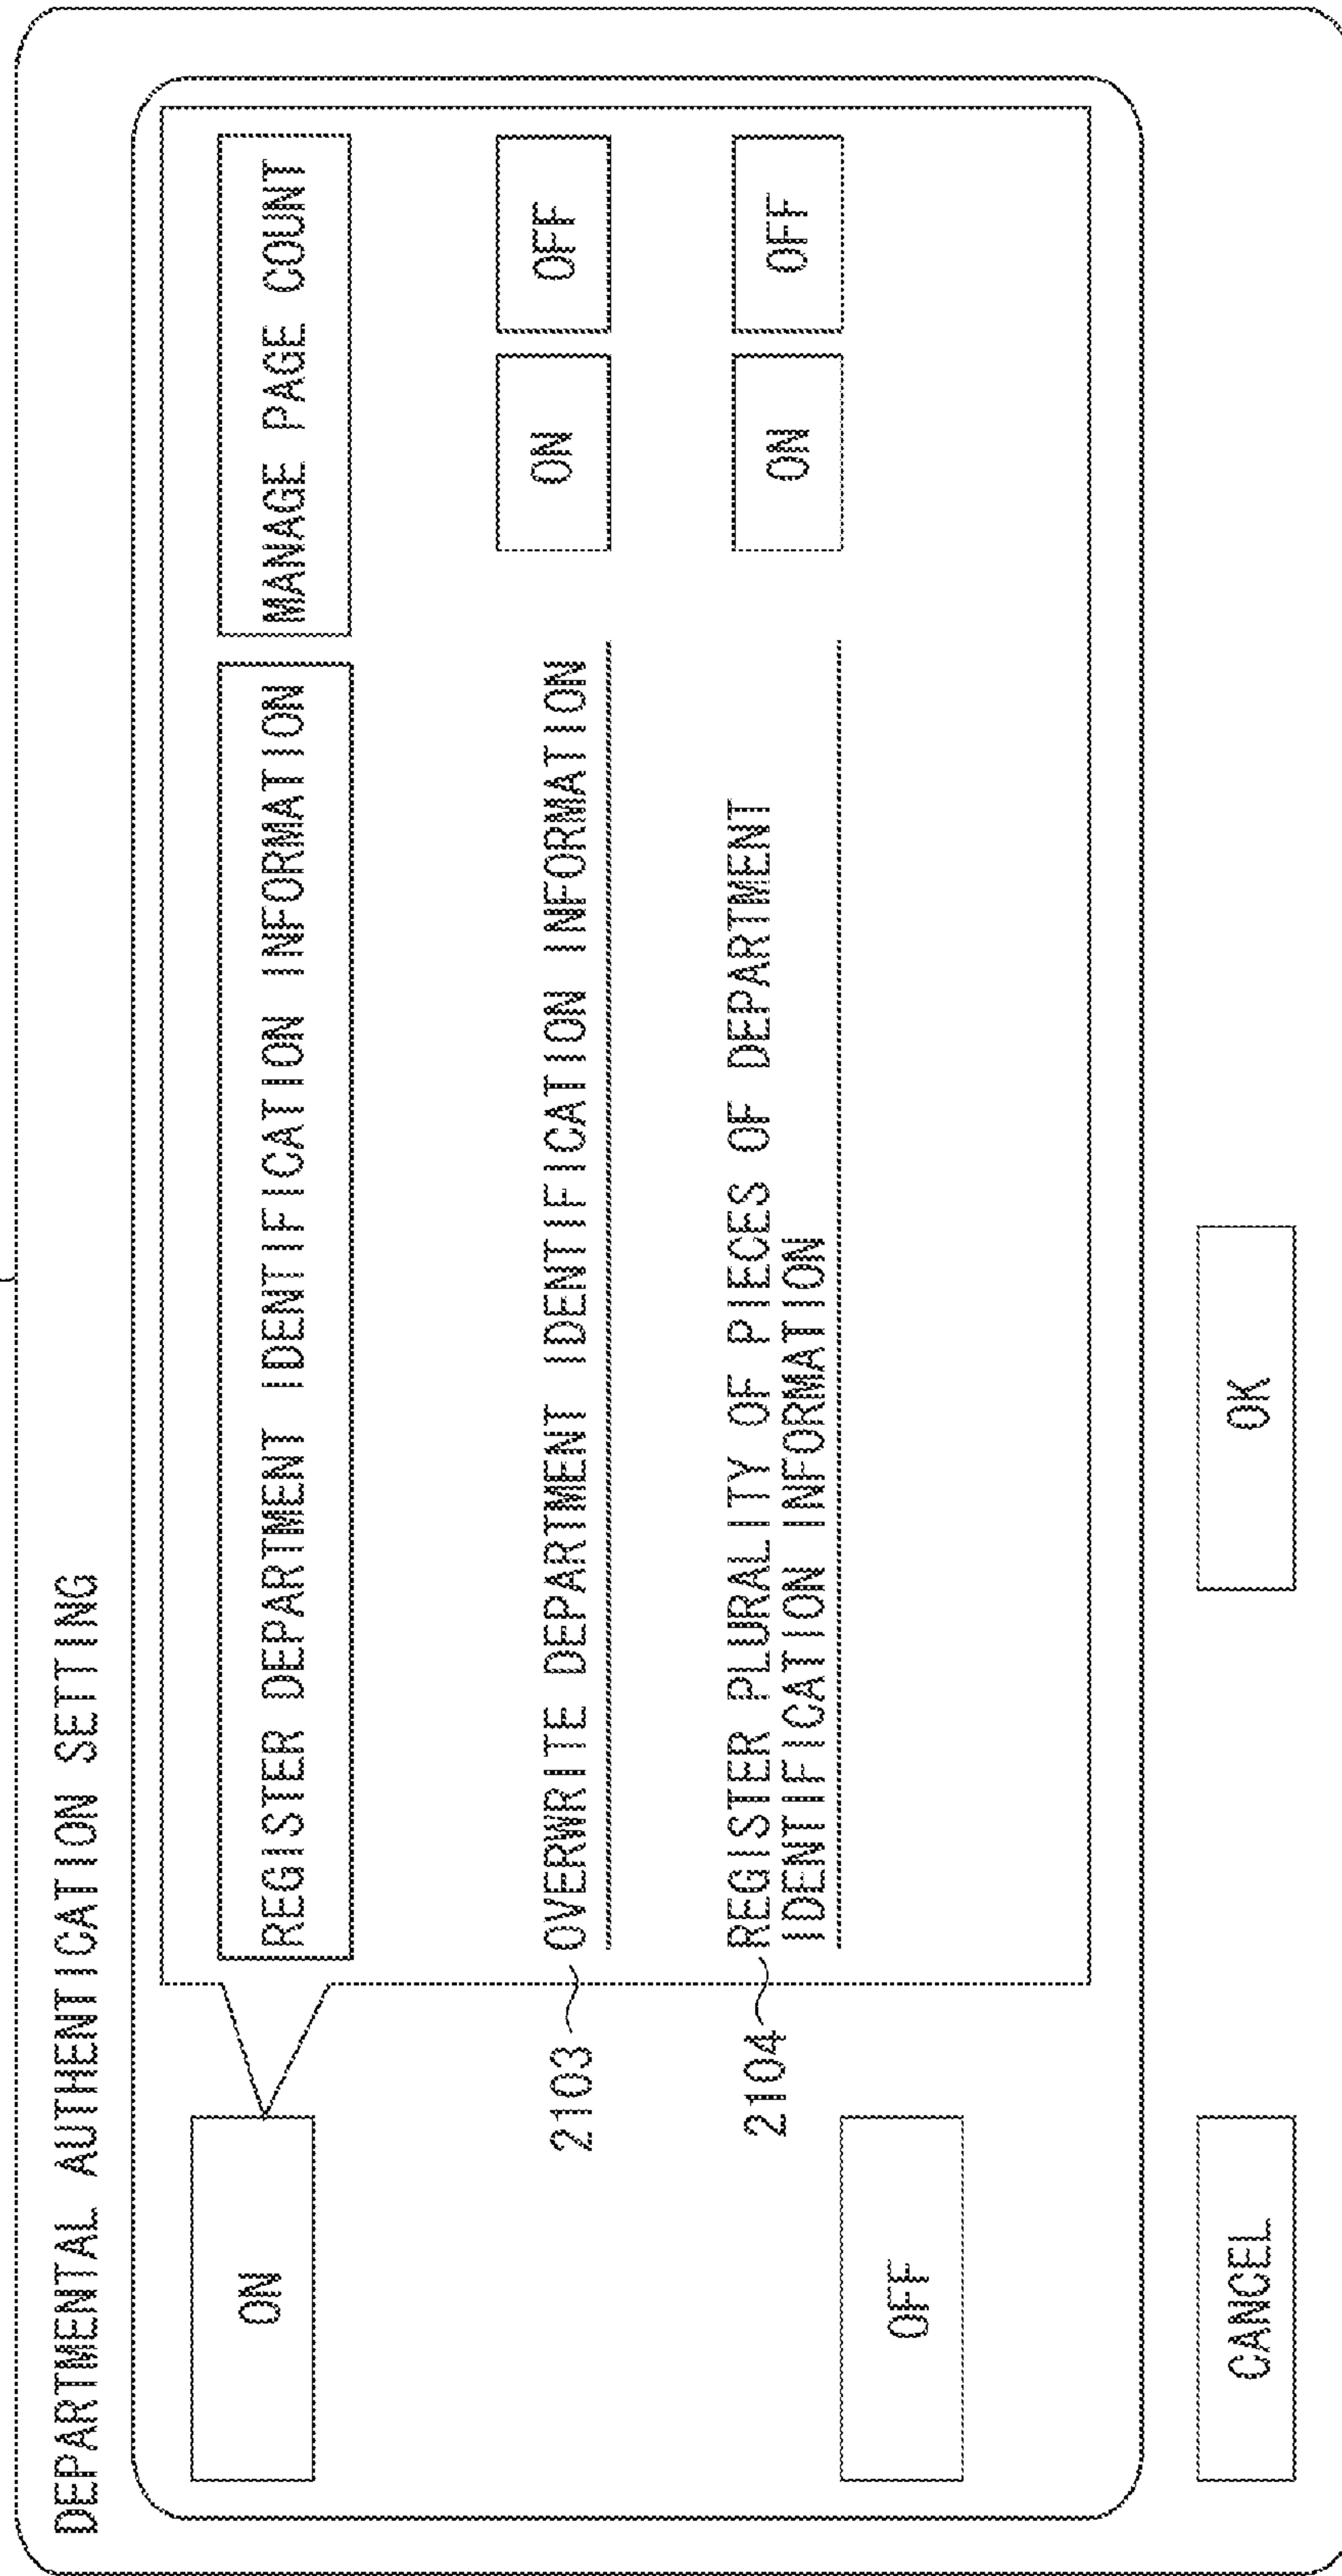 DEPARTMENTAL AUTHENTICATION SETTING
ON
REGISTER DEPARTMENT IDENTIFICATION INFORMATION
MANAGE PAGE COUNT
2103
OVERWRITE DEPARTMENT IDENTIFICATION INFORMATION
ON
OFF
2104
REGISTER PLURALITY OF PIECES OF DEPARTMENT
IDENTIFICATION INFORMATION
ON
OFF
OFF
CANCEL
OK